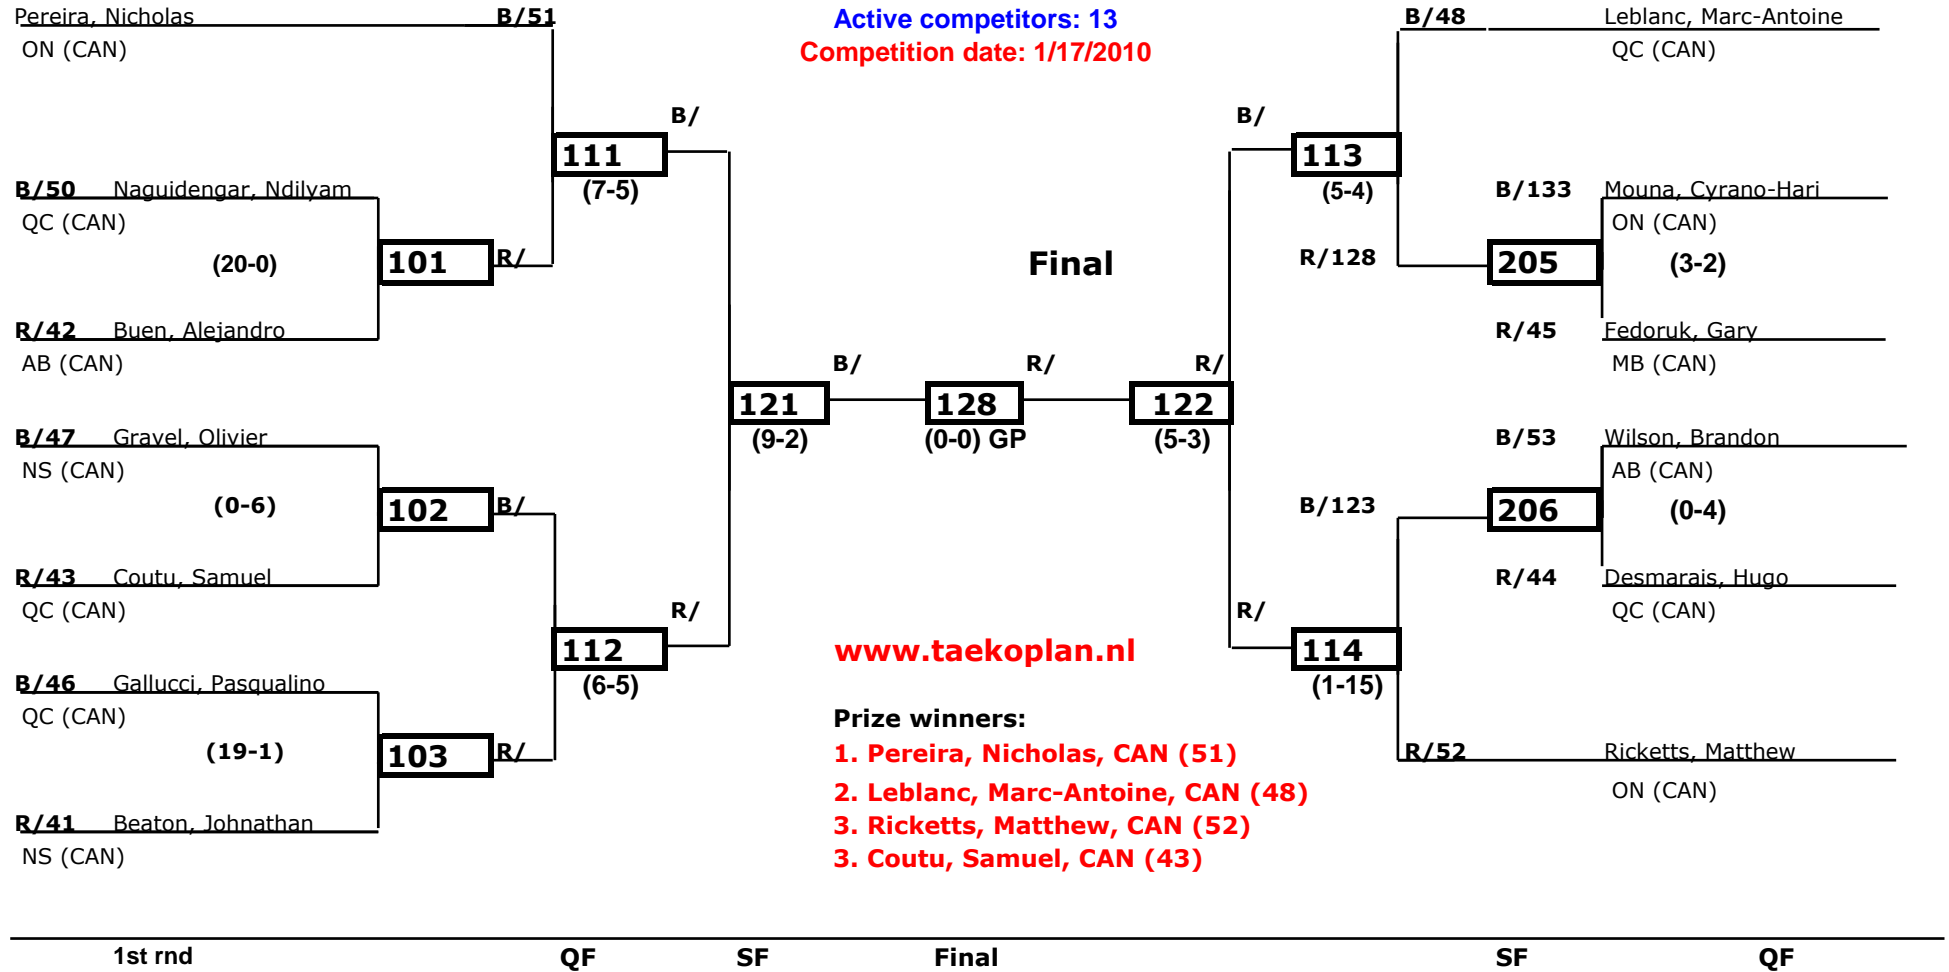 Pereira, Nicholas B/51 Active competitors: 13 B/48 Leblanc, Marc-Antoine
ON (CAN) Competition date: 1/17/2010 QC (CAN)
B/ B/
111 113
B/50 Naguidengar, Ndilyam (7-5) (5-4) B/133 Mouna, Cyrano-Hari
QC (CAN) ON (CAN)
(20-0) 101 R/ Final R/128 205 (3-2)
R/42 Buen, Alejandro R/45 Fedoruk, Gary
AB (CAN) B/ R/ R/ MB (CAN)
121 128 122
B/47 Gravel, Olivier (9-2) (0-0) GP (5-3) B/53 Wilson, Brandon
NS (CAN) AB (CAN)
(0-6) 102 B/ B/123 206 (0-4)
R/43 Coutu, Samuel R/44 Desmarais, Hugo
QC (CAN) R/ R/ QC (CAN)
112 www.taekoplan.nl 114
B/46 Gallucci, Pasqualino (6-5) (1-15)
QC (CAN) Prize winners:
(19-1) 103 R/ 1. Pereira, Nicholas, CAN (51) R/52 Ricketts, Matthew
2. Leblanc, Marc-Antoine, CAN (48) ON (CAN)
R/41 Beaton, Johnathan 3. Ricketts, Matthew, CAN (52)
NS (CAN) 3. Coutu, Samuel, CAN (43)
1st rnd QF SF Final SF QF